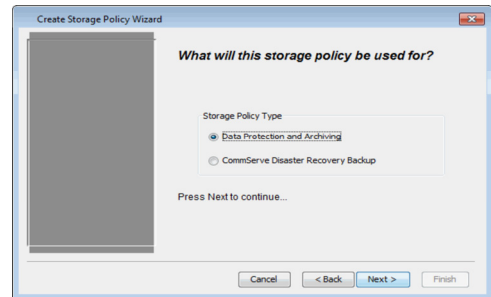 Create Storage Policy Wizard
What will this storage policy be used for?
Storage Policy Type
Data Protection and Archiving
CommServe Disaster Recovery Backup
Press Next to continue...
Cancel < Back Next > Finish